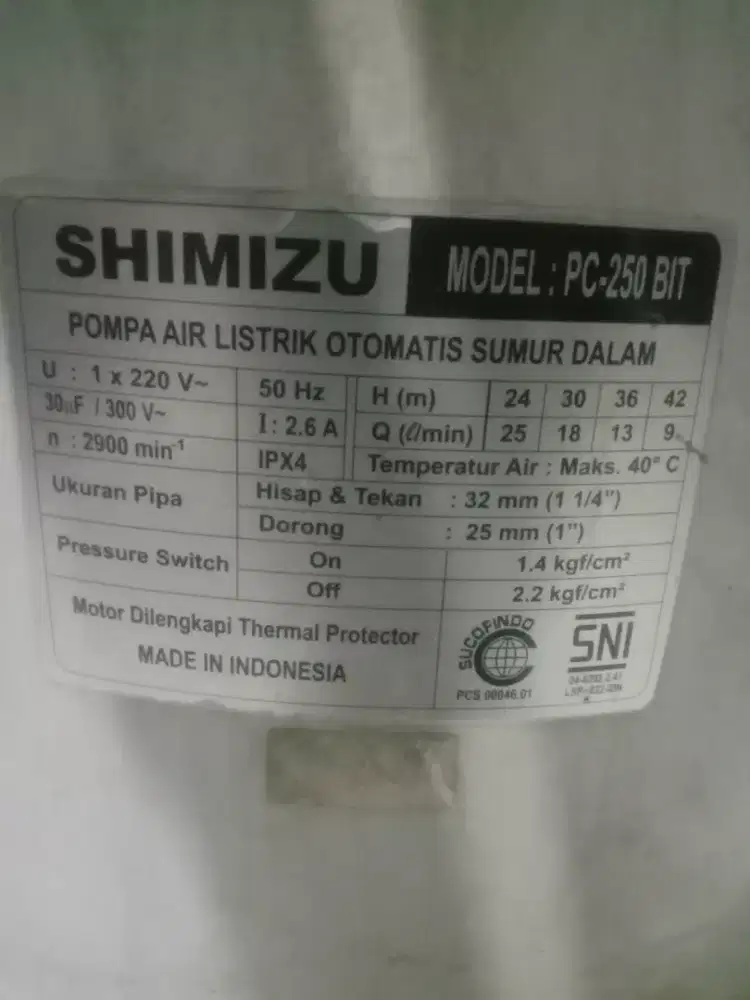 SHIMIZU
MODEL : PC-250 BIT
POMPA AIR LISTRIK OTOMATIS SUMUR DALAM
U : 1 x 220 V~ 50 Hz H (m) 24 30 36 42
30µF / 300 V~ I : 2.6 A Q (ℓ/min) 25 18 13 9
n : 2900 min⁻¹ IPX4 Temperatur Air : Maks. 40° C
Ukuran Pipa Hisap & Tekan : 32 mm (1 1/4")
Dorong : 25 mm (1")
Pressure Switch On 1.4 kgf/cm²
Off 2.2 kgf/cm²
Motor Dilengkapi Thermal Protector
MADE IN INDONESIA
SUCOFINDO
PCS 00046.01
SNI